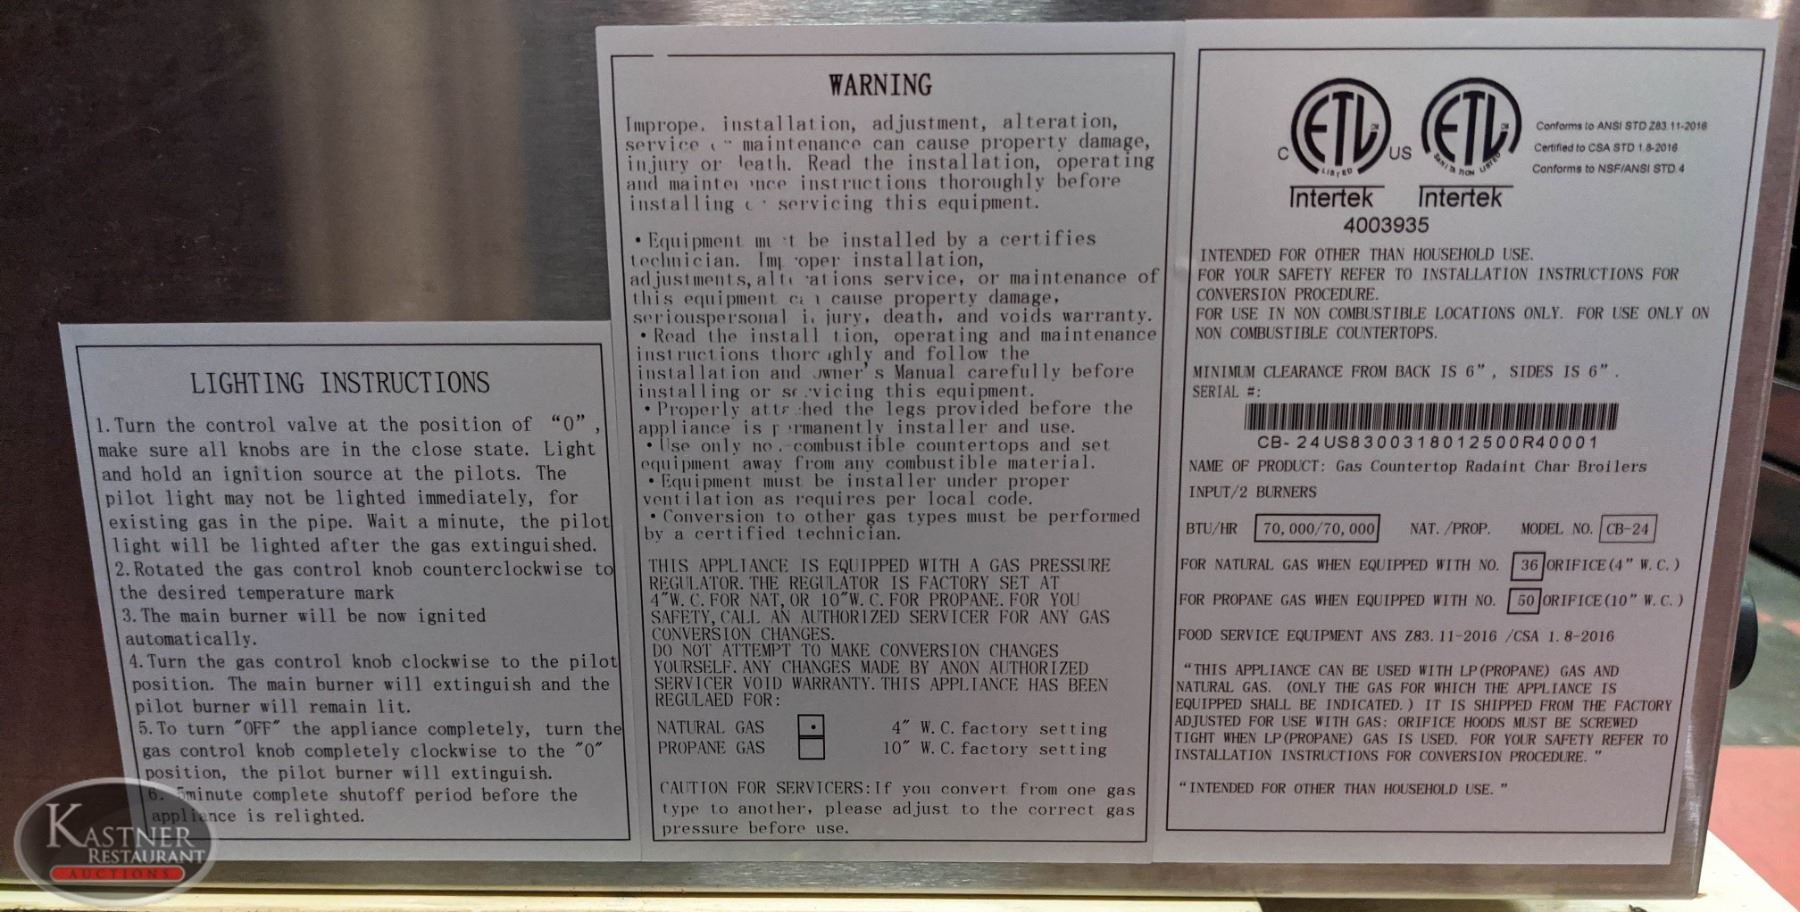 LIGHTING INSTRUCTIONS
1.Turn the control valve at the position of “0”,
make sure all knobs are in the close state. Light
and hold an ignition source at the pilots. The
pilot light may not be lighted immediately, for
existing gas in the pipe. Wait a minute, the pilot
light will be lighted after the gas extinguished.
2.Rotated the gas control knob counterclockwise to
the desired temperature mark
3.The main burner will be now ignited
automatically.
4.Turn the gas control knob clockwise to the pilot
position. The main burner will extinguish and the
pilot burner will remain lit.
5.To turn "OFF" the appliance completely, turn the
gas control knob completely clockwise to the "0"
position, the pilot burner will extinguish.
6. 5minute complete shutoff period before the
appliance is relighted.
KASTNER
RESTAURANT
AUCTIONS
WARNING
Imprope. installation, adjustment, alteration,
service maintenance can cause property damage,
injury or death. Read the installation, operating
and instructions thoroughly before
installing servicing this equipment.
• Equipment must be installed by a certifies
technician. Improper installation,
adjustments, alterations service, or maintenance of
this equipment can cause property damage,
seriouspersonal injury, death, and voids warranty.
• Read the installation, operating and maintenance
instructions thoroughly and follow the
installation and owner's Manual carefully before
installing or servicing this equipment.
• Properly attached the legs provided before the
appliance is permanently installer and use.
• Use only non-combustible countertops and set
equipment away from any combustible material.
• Equipment must be installer under proper
ventilation as requires per local code.
• Conversion to other gas types must be performed
by a certified technician.
THIS APPLIANCE IS EQUIPPED WITH A GAS PRESSURE
REGULATOR. THE REGULATOR IS FACTORY SET AT
4"W.C. FOR NAT, OR 10"W.C. FOR PROPANE. FOR YOU
SAFETY, CALL AN AUTHORIZED SERVICER FOR ANY GAS
CONVERSION CHANGES.
DO NOT ATTEMPT TO MAKE CONVERSION CHANGES
YOURSELF. ANY CHANGES MADE BY ANON AUTHORIZED
SERVICER VOID WARRANTY. THIS APPLIANCE HAS BEEN
REGULAED FOR:
NATURAL GAS 4" W.C. factory setting
PROPANE GAS 10" W.C. factory setting
CAUTION FOR SERVICERS:If you convert from one gas
type to another, please adjust to the correct gas
pressure before use.
C ETL US ETL
LISTED SANITATION LISTED
Intertek Intertek
4003935
Conforms to ANSI STD Z83.11-2016
Certified to CSA STD 1.8-2016
Conforms to NSF/ANSI STD 4
INTENDED FOR OTHER THAN HOUSEHOLD USE.
FOR YOUR SAFETY REFER TO INSTALLATION INSTRUCTIONS FOR
CONVERSION PROCEDURE.
FOR USE IN NON COMBUSTIBLE LOCATIONS ONLY. FOR USE ONLY ON
NON COMBUSTIBLE COUNTERTOPS.
MINIMUM CLEARANCE FROM BACK IS 6", SIDES IS 6".
SERIAL #:
CB-24US8300318012500R40001
NAME OF PRODUCT: Gas Countertop Radaint Char Broilers
INPUT/2 BURNERS
BTU/HR 70,000/70,000 NAT./PROP. MODEL NO. CB-24
FOR NATURAL GAS WHEN EQUIPPED WITH NO. 36 ORIFICE(4" W.C.)
FOR PROPANE GAS WHEN EQUIPPED WITH NO. 50 ORIFICE(10" W.C.)
FOOD SERVICE EQUIPMENT ANS Z83.11-2016 /CSA 1.8-2016
“THIS APPLIANCE CAN BE USED WITH LP(PROPANE) GAS AND
NATURAL GAS. (ONLY THE GAS FOR WHICH THE APPLIANCE IS
EQUIPPED SHALL BE INDICATED.) IT IS SHIPPED FROM THE FACTORY
ADJUSTED FOR USE WITH GAS: ORIFICE HOODS MUST BE SCREWED
TIGHT WHEN LP(PROPANE) GAS IS USED. FOR YOUR SAFETY REFER TO
INSTALLATION INSTRUCTIONS FOR CONVERSION PROCEDURE.”
“INTENDED FOR OTHER THAN HOUSEHOLD USE.”